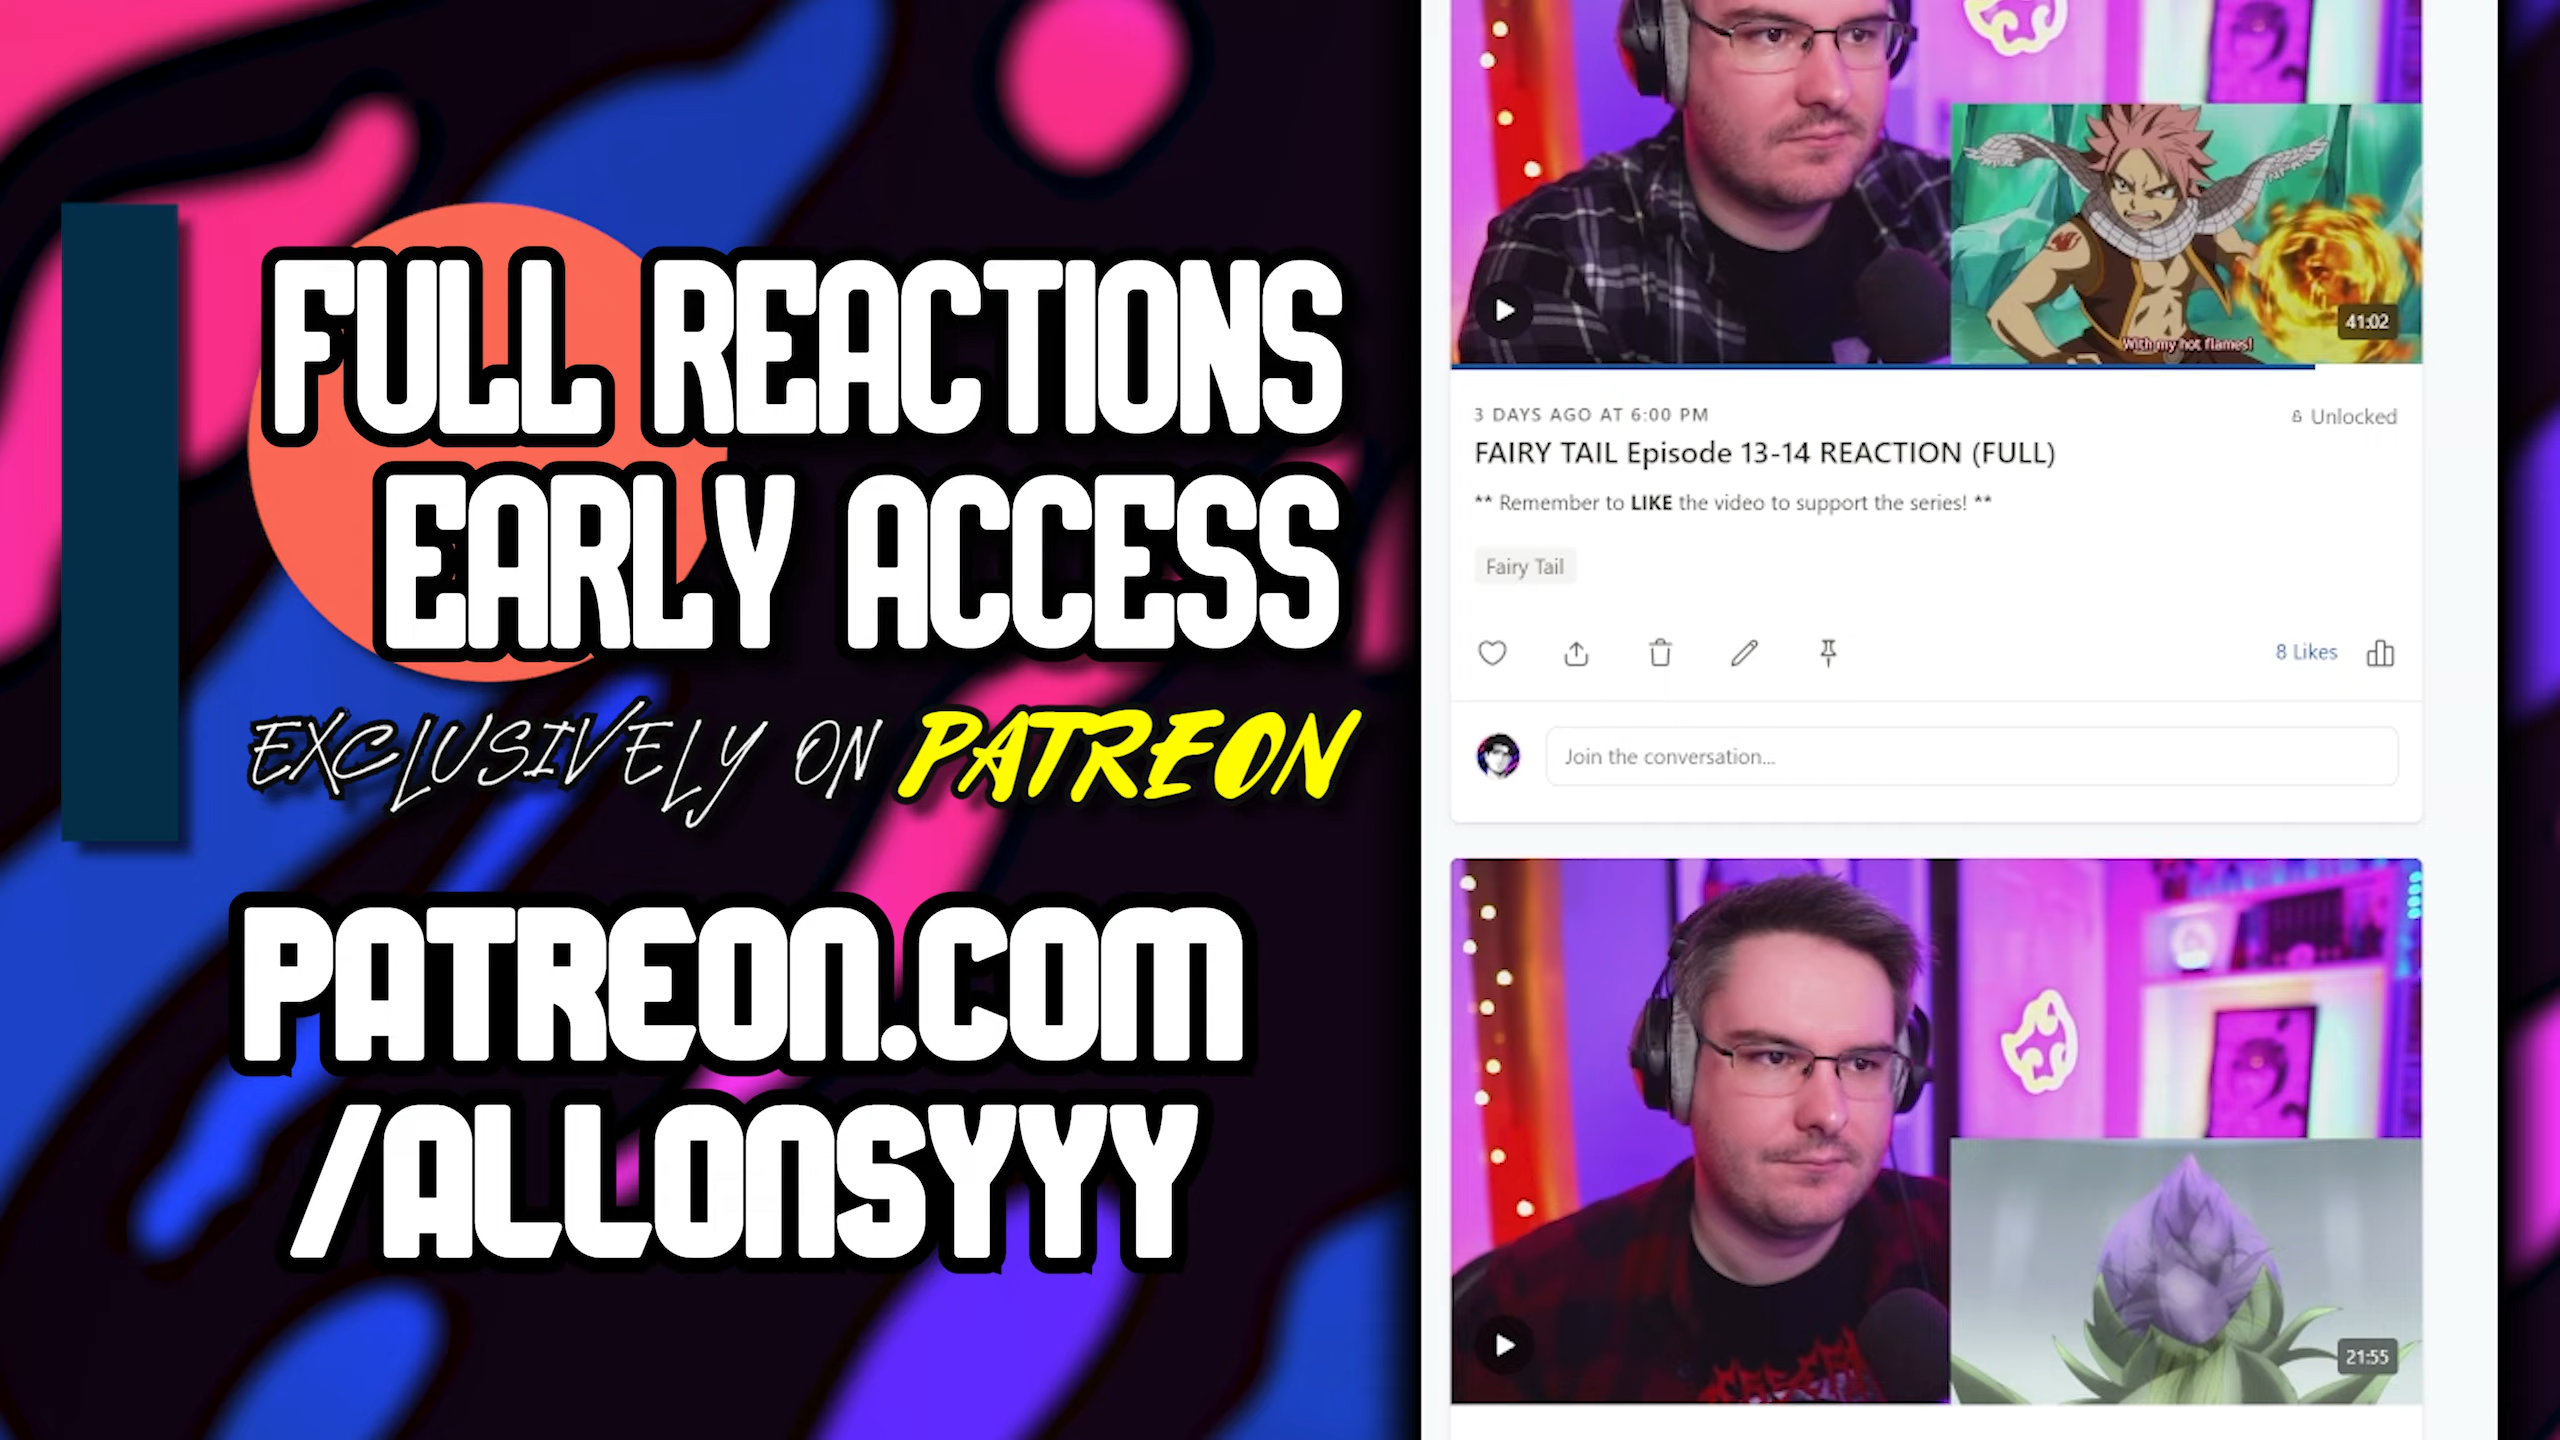 FULL REACTIONS
EARLY ACCESS
EXCLUSIVELY ON PATREON
PATREON.COM
/ALLONSYYY
With my hot flames!
41:02
3 DAYS AGO AT 6:00 PM
Unlocked
FAIRY TAIL Episode 13-14 REACTION (FULL)
** Remember to LIKE the video to support the series! **
Fairy Tail
8 Likes
Join the conversation...
21:55